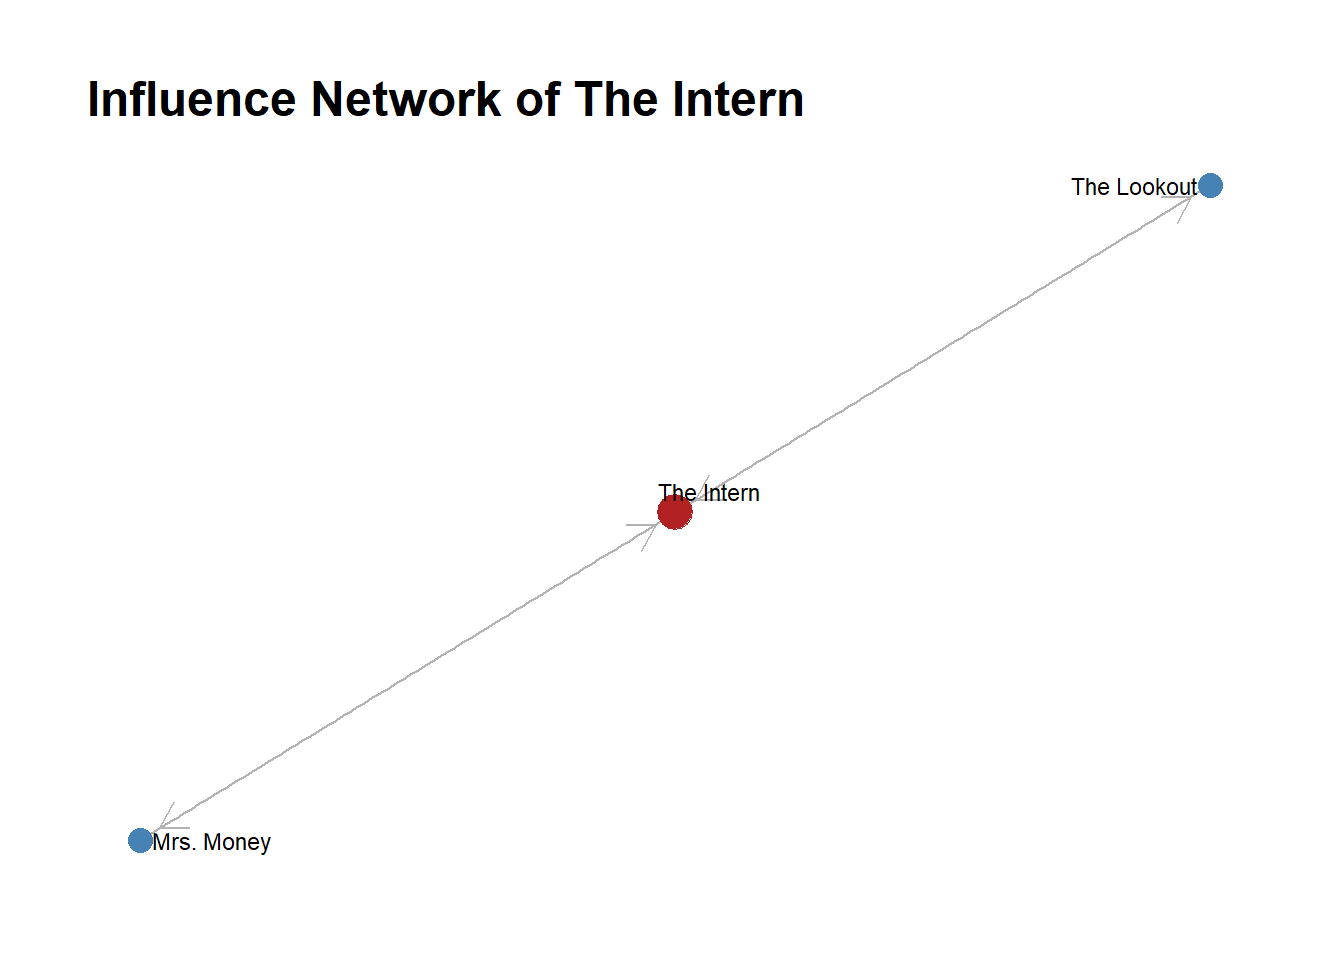 Influence Network of The Intern
The Lookout
The Intern
Mrs. Money